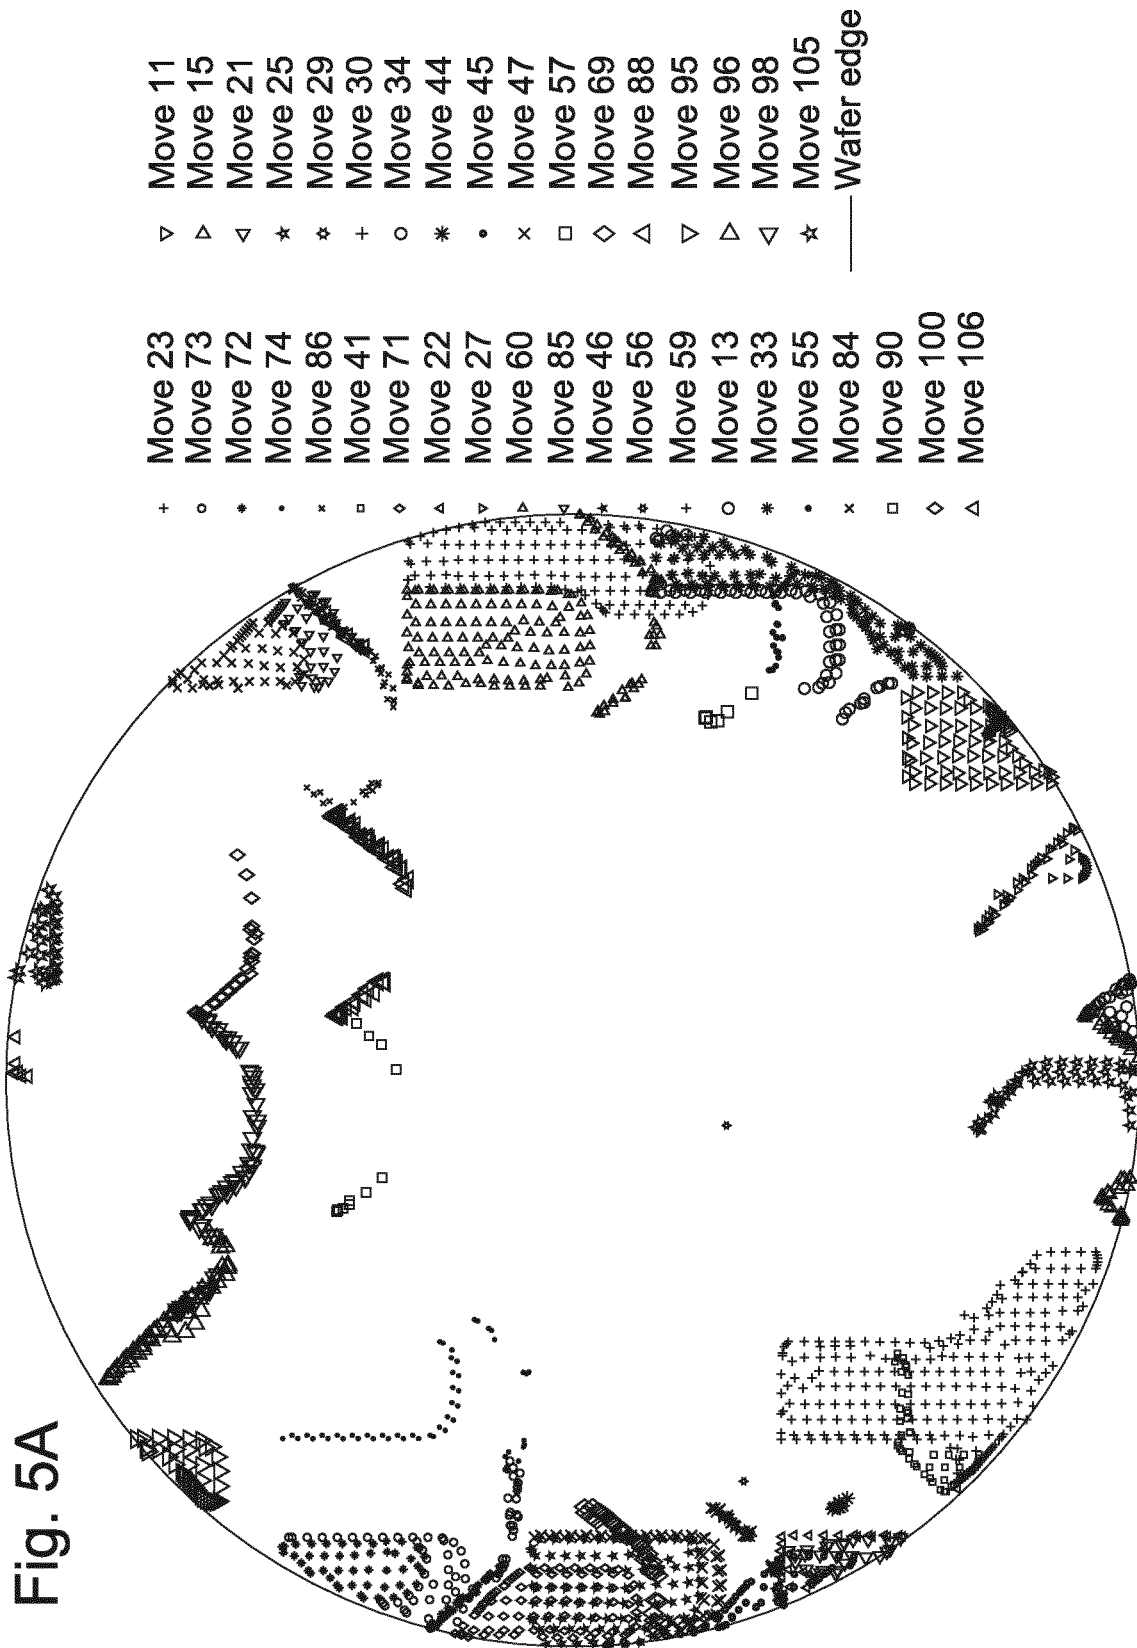 Fig. 5A
Move 23
Move 73
Move 72
Move 74
Move 86
Move 41
Move 71
Move 22
Move 27
Move 60
Move 85
Move 46
Move 56
Move 59
Move 13
Move 33
Move 55
Move 84
Move 90
Move 100
Move 106
Move 11
Move 15
Move 21
Move 25
Move 29
Move 30
Move 34
Move 44
Move 45
Move 47
Move 57
Move 69
Move 88
Move 95
Move 96
Move 98
Move 105
Wafer edge